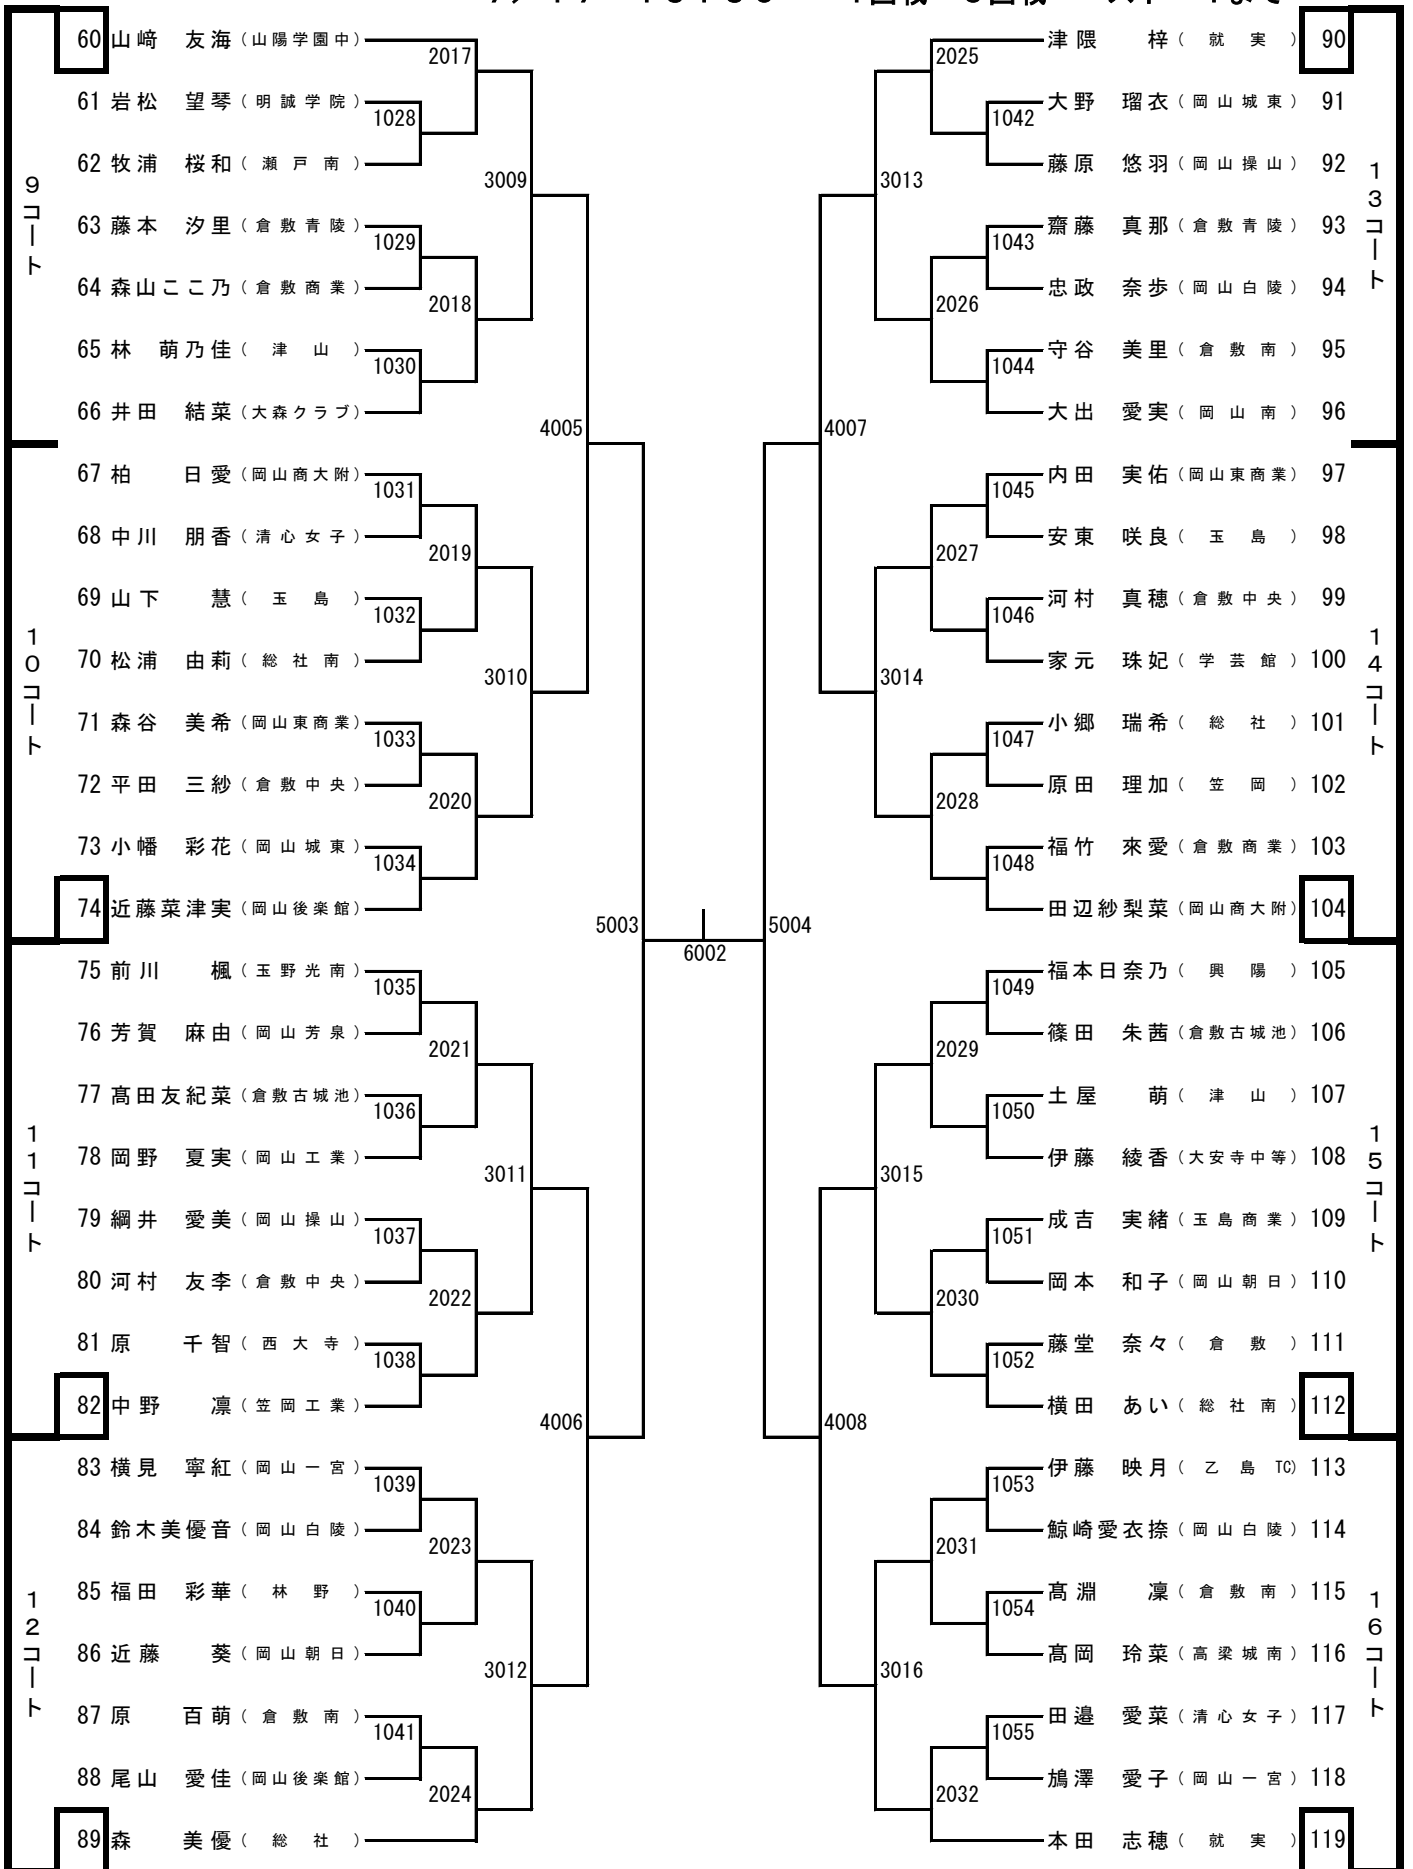 60 山﨑 友海 (山陽学園中)
61 岩松 望琴 (明誠学院)
62 牧浦 桜和 (瀬戸南)
63 藤本 汐里 (倉敷青陵)
64 森山ここ乃 (倉敷商業)
65 林 萌乃佳 (津山)
66 井田 結菜 (大森クラブ)
67 柏 日愛 (岡山商大附)
68 中川 朋香 (清心女子)
69 山下 慧 (玉島)
70 松浦 由莉 (総社南)
71 森谷 美希 (岡山東商業)
72 平田 三紗 (倉敷中央)
73 小幡 彩花 (岡山城東)
74 近藤菜津実 (岡山後楽館)
75 前川 楓 (玉野光南)
76 芳賀 麻由 (岡山芳泉)
77 髙田友紀菜 (倉敷古城池)
78 岡野 夏実 (岡山工業)
79 綱井 愛美 (岡山操山)
80 河村 友李 (倉敷中央)
81 原 千智 (西大寺)
82 中野 凛 (笠岡工業)
83 横見 寧紅 (岡山一宮)
84 鈴木美優音 (岡山白陵)
85 福田 彩華 (林野)
86 近藤 葵 (岡山朝日)
87 原 百萌 (倉敷南)
88 尾山 愛佳 (岡山後楽館)
89 森 美優 (総社)
9コート
10コート
11コート
12コート
1028
1029
1030
1031
1032
1033
1034
1035
1036
1037
1038
1039
1040
1041
2017
2018
2019
2020
2021
2022
2023
2024
3009
3010
3011
3012
4005
4006
5003
6002
5004
4007
4008
3013
3014
3015
3016
2025
2026
2027
2028
2029
2030
2031
2032
1042
1043
1044
1045
1046
1047
1048
1049
1050
1051
1052
1053
1054
1055
津隈 梓 (就実) 90
大野 瑠衣 (岡山城東) 91
藤原 悠羽 (岡山操山) 92
齋藤 真那 (倉敷青陵) 93
忠政 奈歩 (岡山白陵) 94
守谷 美里 (倉敷南) 95
大出 愛実 (岡山南) 96
内田 実佑 (岡山東商業) 97
安東 咲良 (玉島) 98
河村 真穂 (倉敷中央) 99
家元 珠妃 (学芸館) 100
小郷 瑞希 (総社) 101
原田 理加 (笠岡) 102
福竹 來愛 (倉敷商業) 103
田辺紗梨菜 (岡山商大附) 104
福本日奈乃 (興陽) 105
篠田 朱茜 (倉敷古城池) 106
土屋 萌 (津山) 107
伊藤 綾香 (大安寺中等) 108
成吉 実緒 (玉島商業) 109
岡本 和子 (岡山朝日) 110
藤堂 奈々 (倉敷) 111
横田 あい (総社南) 112
伊藤 映月 (乙島TC) 113
鯨崎愛衣捺 (岡山白陵) 114
髙淵 凜 (倉敷南) 115
髙岡 玲菜 (高梁城南) 116
田邉 愛菜 (清心女子) 117
鳩澤 愛子 (岡山一宮) 118
本田 志穂 (就実) 119
13コート
14コート
15コート
16コート